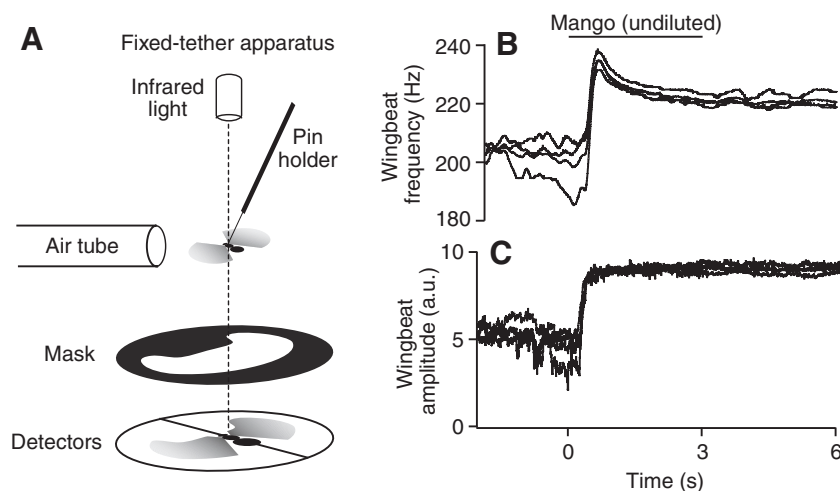 A
Fixed-tether apparatus
Infrared
light
Pin
holder
Air tube
Mask
Detectors
B
Mango (undiluted)
Wingbeat
frequency (Hz)
240
220
200
180
C
Wingbeat
amplitude (a.u.)
10
5
0
0
3
6
Time (s)